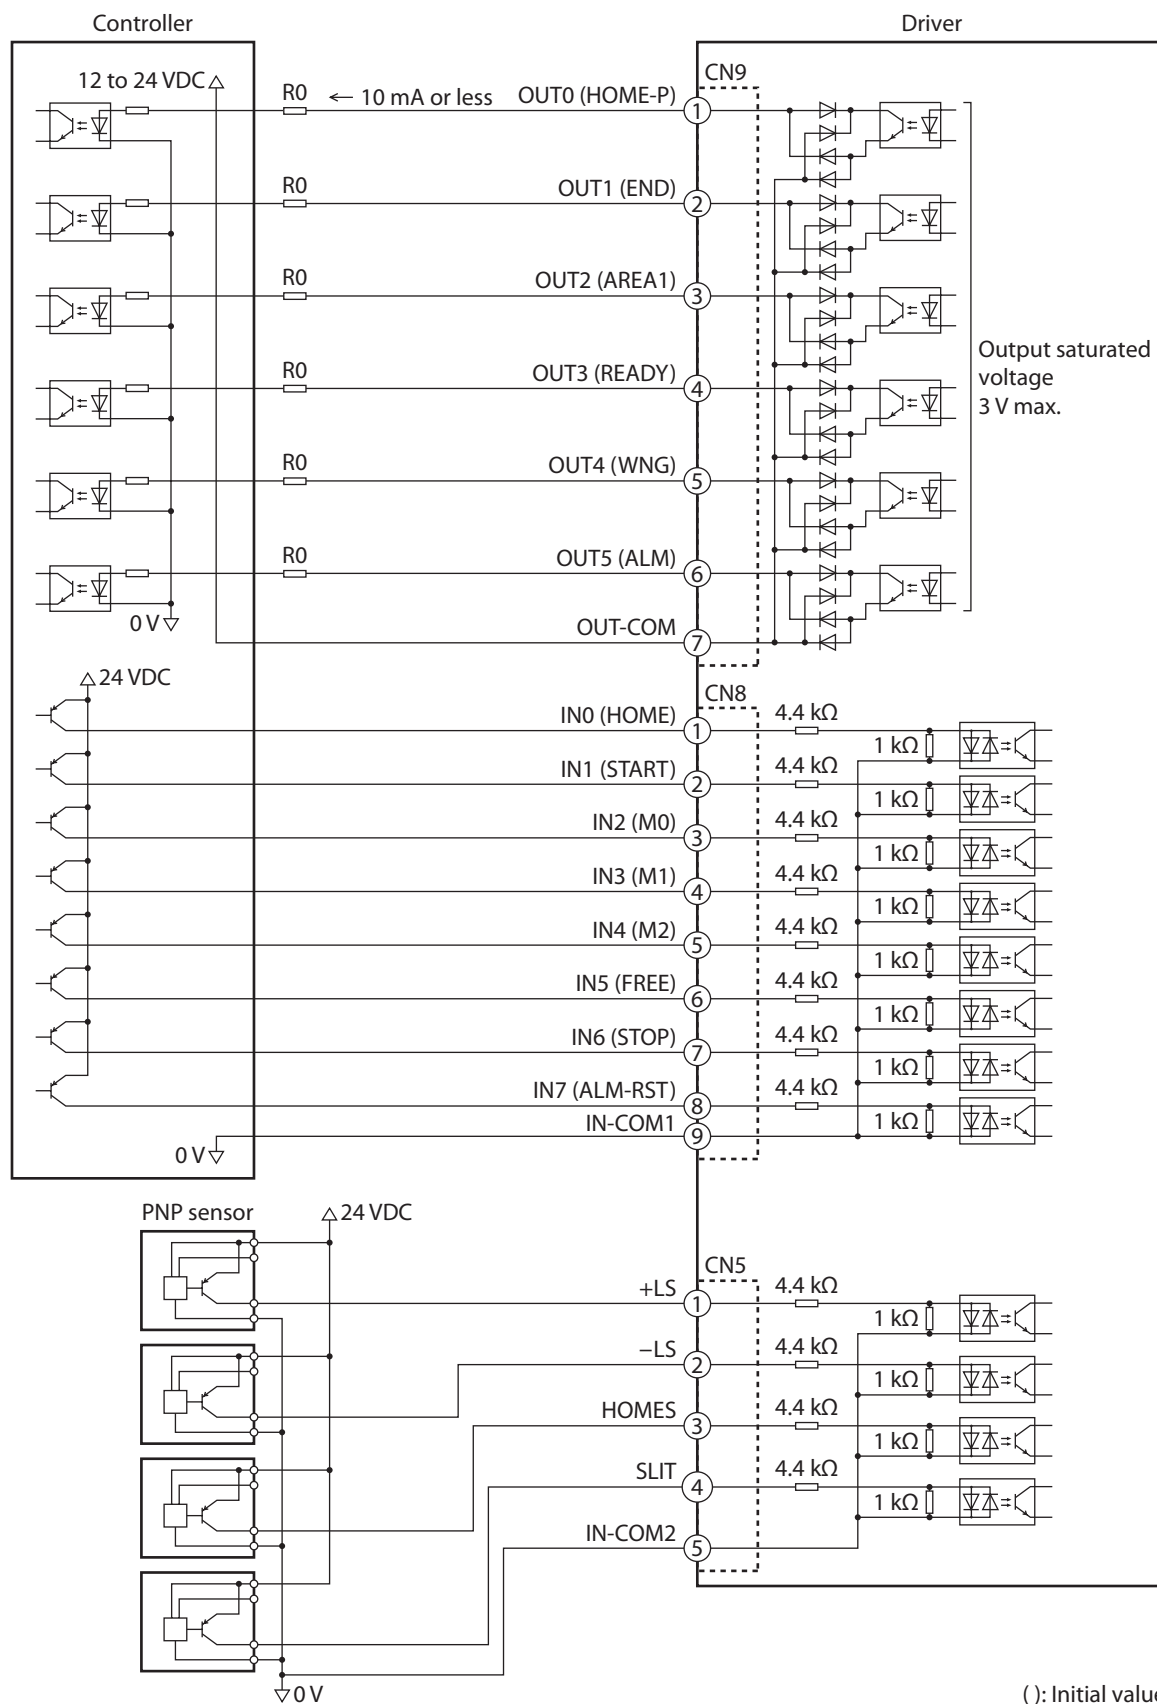 Controller
Driver
12 to 24 VDC
R0
← 10 mA or less
OUT0 (HOME-P)
CN9
1
R0
OUT1 (END)
2
R0
OUT2 (AREA1)
3
Output saturated
voltage
3 V max.
R0
OUT3 (READY)
4
R0
OUT4 (WNG)
5
R0
OUT5 (ALM)
6
0 V
OUT-COM
7
24 VDC
CN8
IN0 (HOME)
1
4.4 kΩ
1 kΩ
IN1 (START)
2
4.4 kΩ
1 kΩ
IN2 (M0)
3
4.4 kΩ
1 kΩ
IN3 (M1)
4
4.4 kΩ
1 kΩ
IN4 (M2)
5
4.4 kΩ
1 kΩ
IN5 (FREE)
6
4.4 kΩ
1 kΩ
IN6 (STOP)
7
4.4 kΩ
1 kΩ
IN7 (ALM-RST)
8
4.4 kΩ
1 kΩ
IN-COM1
9
0 V
PNP sensor
24 VDC
CN5
+LS
1
4.4 kΩ
1 kΩ
−LS
2
4.4 kΩ
1 kΩ
HOMES
3
4.4 kΩ
1 kΩ
SLIT
4
4.4 kΩ
1 kΩ
IN-COM2
5
0 V
( ): Initial value